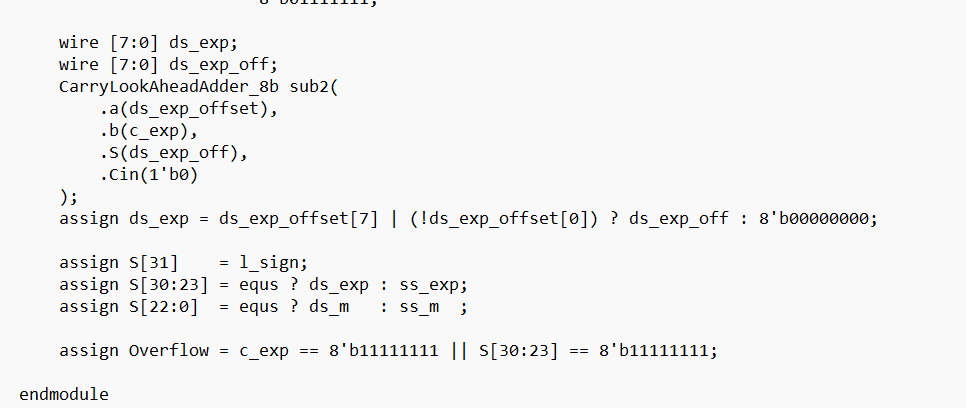 8'b01111111;
wire [7:0] ds_exp;
wire [7:0] ds_exp_off;
CarryLookAheadAdder_8b sub2(
.a(ds_exp_offset),
.b(c_exp),
.S(ds_exp_off),
.Cin(1'b0)
);
assign ds_exp = ds_exp_offset[7] | (!ds_exp_offset[0]) ? ds_exp_off : 8'b00000000;
assign S[31]    = l_sign;
assign S[30:23] = equs ? ds_exp : ss_exp;
assign S[22:0]  = equs ? ds_m   : ss_m  ;
assign Overflow = c_exp == 8'b11111111 || S[30:23] == 8'b11111111;
endmodule